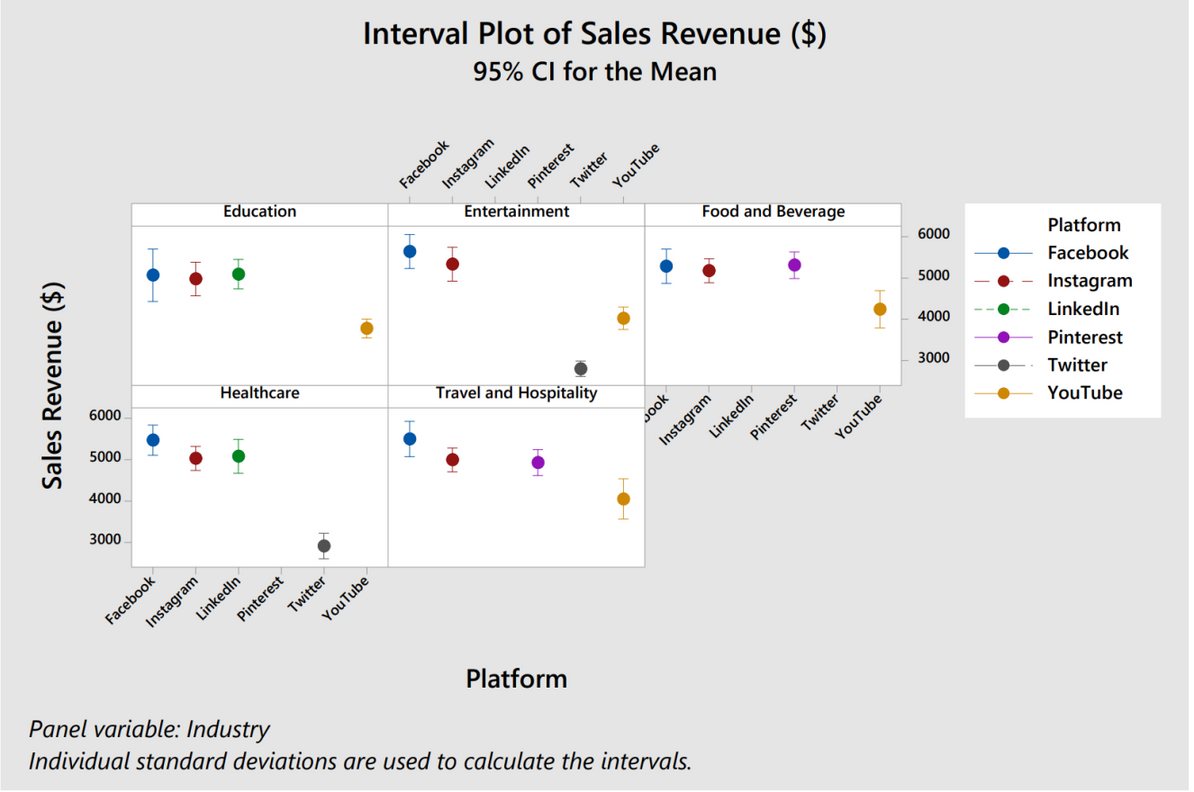 Interval Plot of Sales Revenue ($)
95% CI for the Mean
Facebook
Instagram
LinkedIn
Pinterest
Twitter
YouTube
Education
Entertainment
Food and Beverage
6000
5000
4000
3000
Platform
Facebook
Instagram
LinkedIn
Pinterest
Twitter
YouTube
Sales Revenue ($)
Healthcare
Travel and Hospitality
book
Instagram
LinkedIn
Pinterest
Twitter
YouTube
6000
5000
4000
3000
Facebook
Instagram
LinkedIn
Pinterest
Twitter
YouTube
Platform
Panel variable: Industry
Individual standard deviations are used to calculate the intervals.